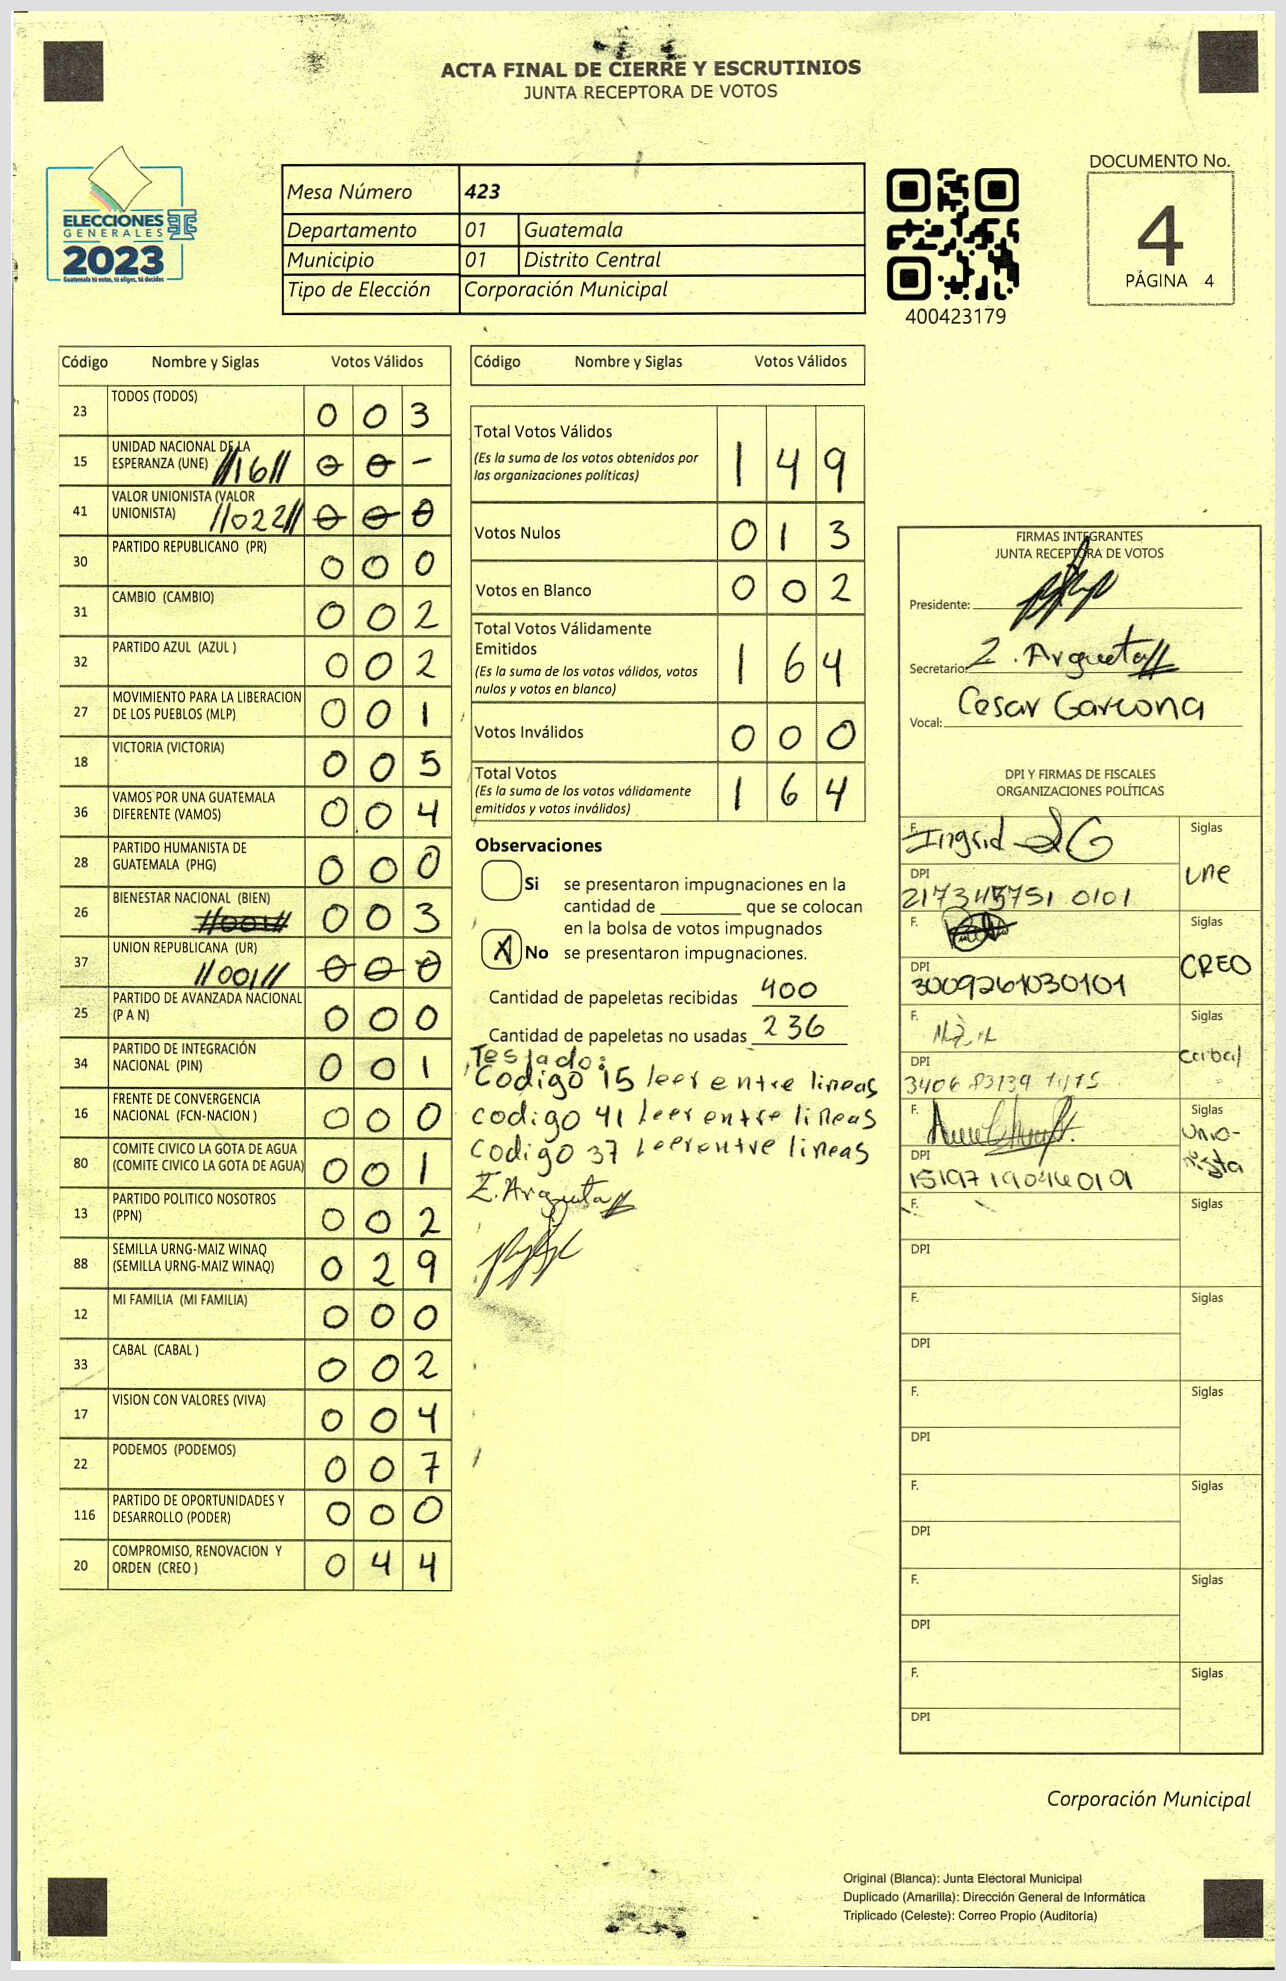 ACTA FINAL DE CIERRE Y ESCRUTINIOS
JUNTA RECEPTORA DE VOTOS
ELECCIONES
GENERALES
2023
Guatemala tú votas, tú eliges, tú decides
Mesa Número 423
Departamento 01 Guatemala
Municipio 01 Distrito Central
Tipo de Elección Corporación Municipal
400423179
DOCUMENTO No.
4
PÁGINA 4
Código Nombre y Siglas Votos Válidos
23 TODOS (TODOS) 0 0 3
15 UNIDAD NACIONAL DE LA
ESPERANZA (UNE) //16// 0 0 -
41 VALOR UNIONISTA (VALOR
UNIONISTA) //022// 0 0 0
30 PARTIDO REPUBLICANO (PR) 0 0 0
31 CAMBIO (CAMBIO) 0 0 2
32 PARTIDO AZUL (AZUL ) 0 0 2
27 MOVIMIENTO PARA LA LIBERACION
DE LOS PUEBLOS (MLP) 0 0 1
18 VICTORIA (VICTORIA) 0 0 5
36 VAMOS POR UNA GUATEMALA
DIFERENTE (VAMOS) 0 0 4
28 PARTIDO HUMANISTA DE
GUATEMALA (PHG) 0 0 0
26 BIENESTAR NACIONAL (BIEN) //001// 0 0 3
37 UNION REPUBLICANA (UR) //001// 0 0 0
25 PARTIDO DE AVANZADA NACIONAL
(P A N) 0 0 0
34 PARTIDO DE INTEGRACIÓN
NACIONAL (PIN) 0 0 1
16 FRENTE DE CONVERGENCIA
NACIONAL (FCN-NACION ) 0 0 0
80 COMITE CIVICO LA GOTA DE AGUA
(COMITE CIVICO LA GOTA DE AGUA) 0 0 1
13 PARTIDO POLITICO NOSOTROS
(PPN) 0 0 2
88 SEMILLA URNG-MAIZ WINAQ
(SEMILLA URNG-MAIZ WINAQ) 0 2 9
12 MI FAMILIA (MI FAMILIA) 0 0 0
33 CABAL (CABAL ) 0 0 2
17 VISION CON VALORES (VIVA) 0 0 4
22 PODEMOS (PODEMOS) 0 0 7
116 PARTIDO DE OPORTUNIDADES Y
DESARROLLO (PODER) 0 0 0
20 COMPROMISO, RENOVACION Y
ORDEN (CREO ) 0 4 4
Código Nombre y Siglas Votos Válidos
Total Votos Válidos
(Es la suma de los votos obtenidos por
las organizaciones políticas) 1 4 9
Votos Nulos 0 1 3
Votos en Blanco 0 0 2
Total Votos Válidamente
Emitidos
(Es la suma de los votos válidos, votos
nulos y votos en blanco) 1 6 4
Votos Inválidos 0 0 0
Total Votos
(Es la suma de los votos válidamente
emitidos y votos inválidos) 1 6 4
Observaciones
Si se presentaron impugnaciones en la
cantidad de ________ que se colocan
en la bolsa de votos impugnados
X No se presentaron impugnaciones.
Cantidad de papeletas recibidas 400
Cantidad de papeletas no usadas 236
Testado:
Codigo 15 leer entre lineas
codigo 41 leer entre lineas
Codigo 37 leer entre lineas
Z. Argueta
FIRMAS INTEGRANTES
JUNTA RECEPTORA DE VOTOS
Presidente:
Secretario: Z. Argueta
Vocal: Cesar Garcona
DPI Y FIRMAS DE FISCALES
ORGANIZACIONES POLÍTICAS
F. Ingrid Siglas
DPI une
217345751 0101
F. Siglas
DPI CREO
3009261030101
F. Siglas
DPI cabal
3406 83139
F. Siglas
DPI Unio-
nista
1519719046 0101
F. Siglas
DPI
F. Siglas
DPI
F. Siglas
DPI
F. Siglas
DPI
F. Siglas
DPI
F. Siglas
DPI
Corporación Municipal
Original (Blanca): Junta Electoral Municipal
Duplicado (Amarilla): Dirección General de Informática
Triplicado (Celeste): Correo Propio (Auditoría)